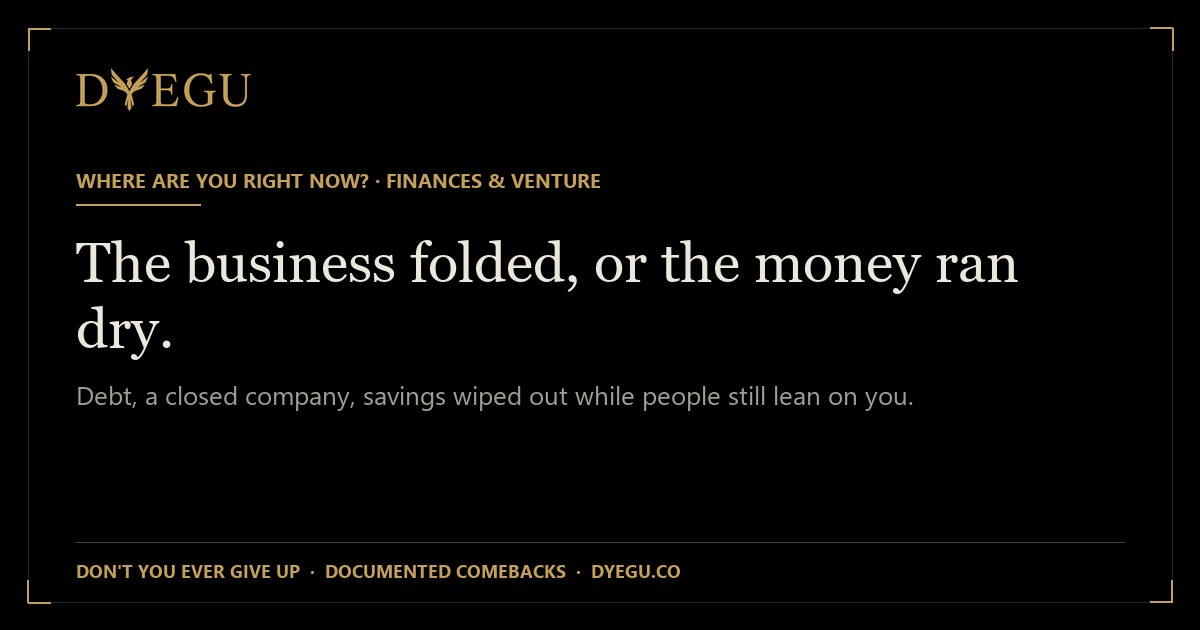 DYEGU
WHERE ARE YOU RIGHT NOW? · FINANCES & VENTURE
The business folded, or the money ran
dry.
Debt, a closed company, savings wiped out while people still lean on you.
DON'T YOU EVER GIVE UP · DOCUMENTED COMEBACKS · DYEGU.CO